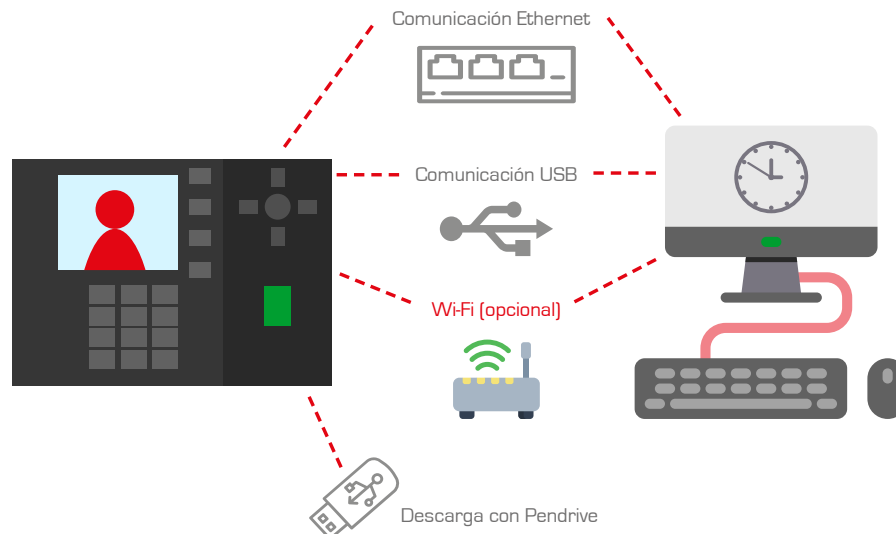 Comunicación Ethernet
Comunicación USB
Wi-Fi (opcional)
Descarga con Pendrive